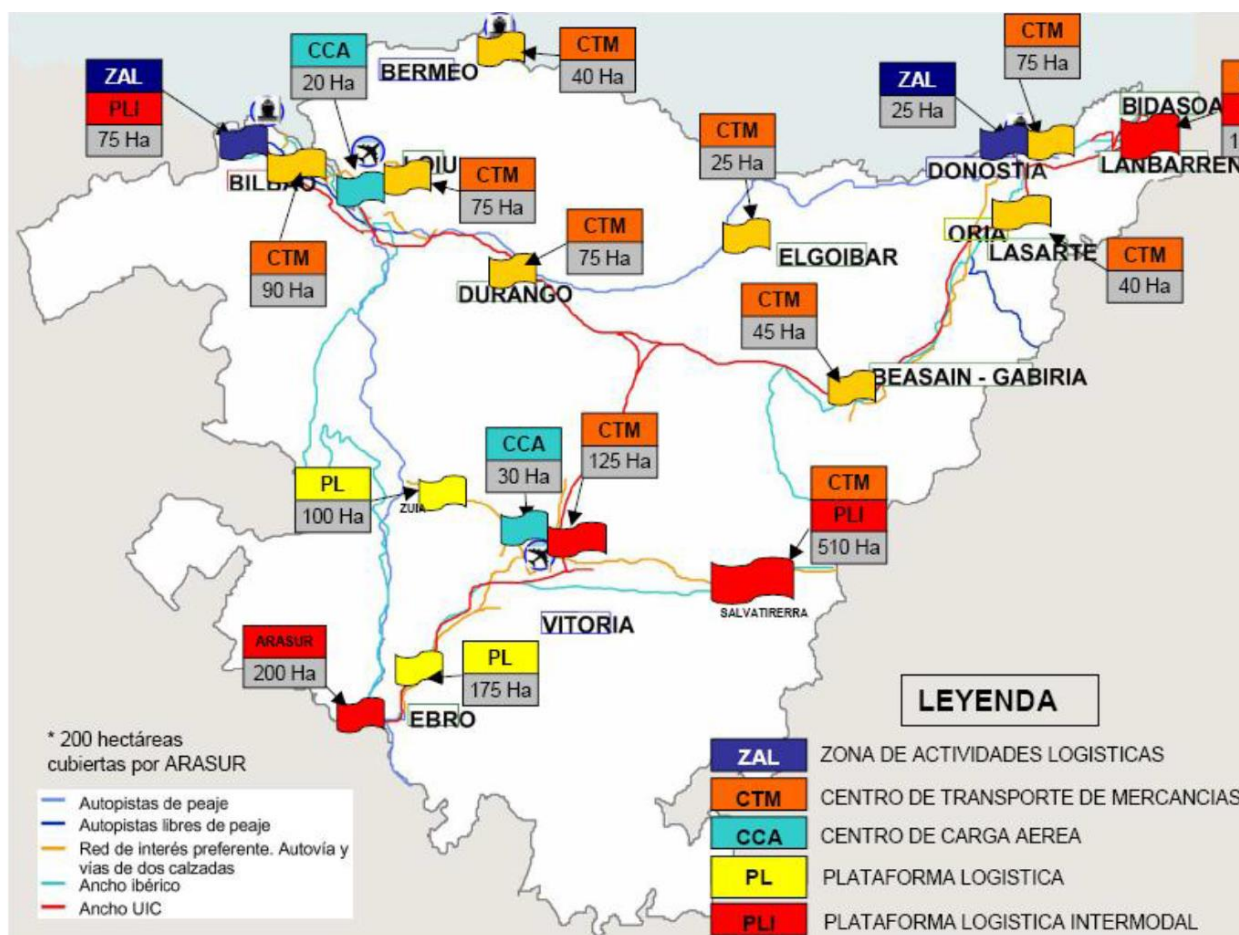 CTM
40 Ha
BERMEO
CCA
20 Ha
ZAL
PLI
75 Ha
CTM
75 Ha
ZAL
25 Ha
BIDASOA
CTM
25 Ha
LOIU
BILBAO
CTM
75 Ha
DONOSTIA
LANBARREN
CTM
90 Ha
CTM
75 Ha
DURANGO
ELGOIBAR
ORIA
LASARTE
CTM
40 Ha
CTM
45 Ha
BEASAIN - GABIRIA
CCA
30 Ha
CTM
125 Ha
PL
100 Ha
ZUIA
CTM
PLI
510 Ha
SALVATIRERRA
VITORIA
ARASUR
200 Ha
PL
175 Ha
EBRO
* 200 hectáreas
cubiertas por ARASUR
Autopistas de peaje
Autopistas libres de peaje
Red de interés preferente. Autovía y
vías de dos calzadas
Ancho ibérico
Ancho UIC
LEYENDA
ZAL ZONA DE ACTIVIDADES LOGISTICAS
CTM CENTRO DE TRANSPORTE DE MERCANCIAS
CCA CENTRO DE CARGA AEREA
PL PLATAFORMA LOGISTICA
PLI PLATAFORMA LOGISTICA INTERMODAL